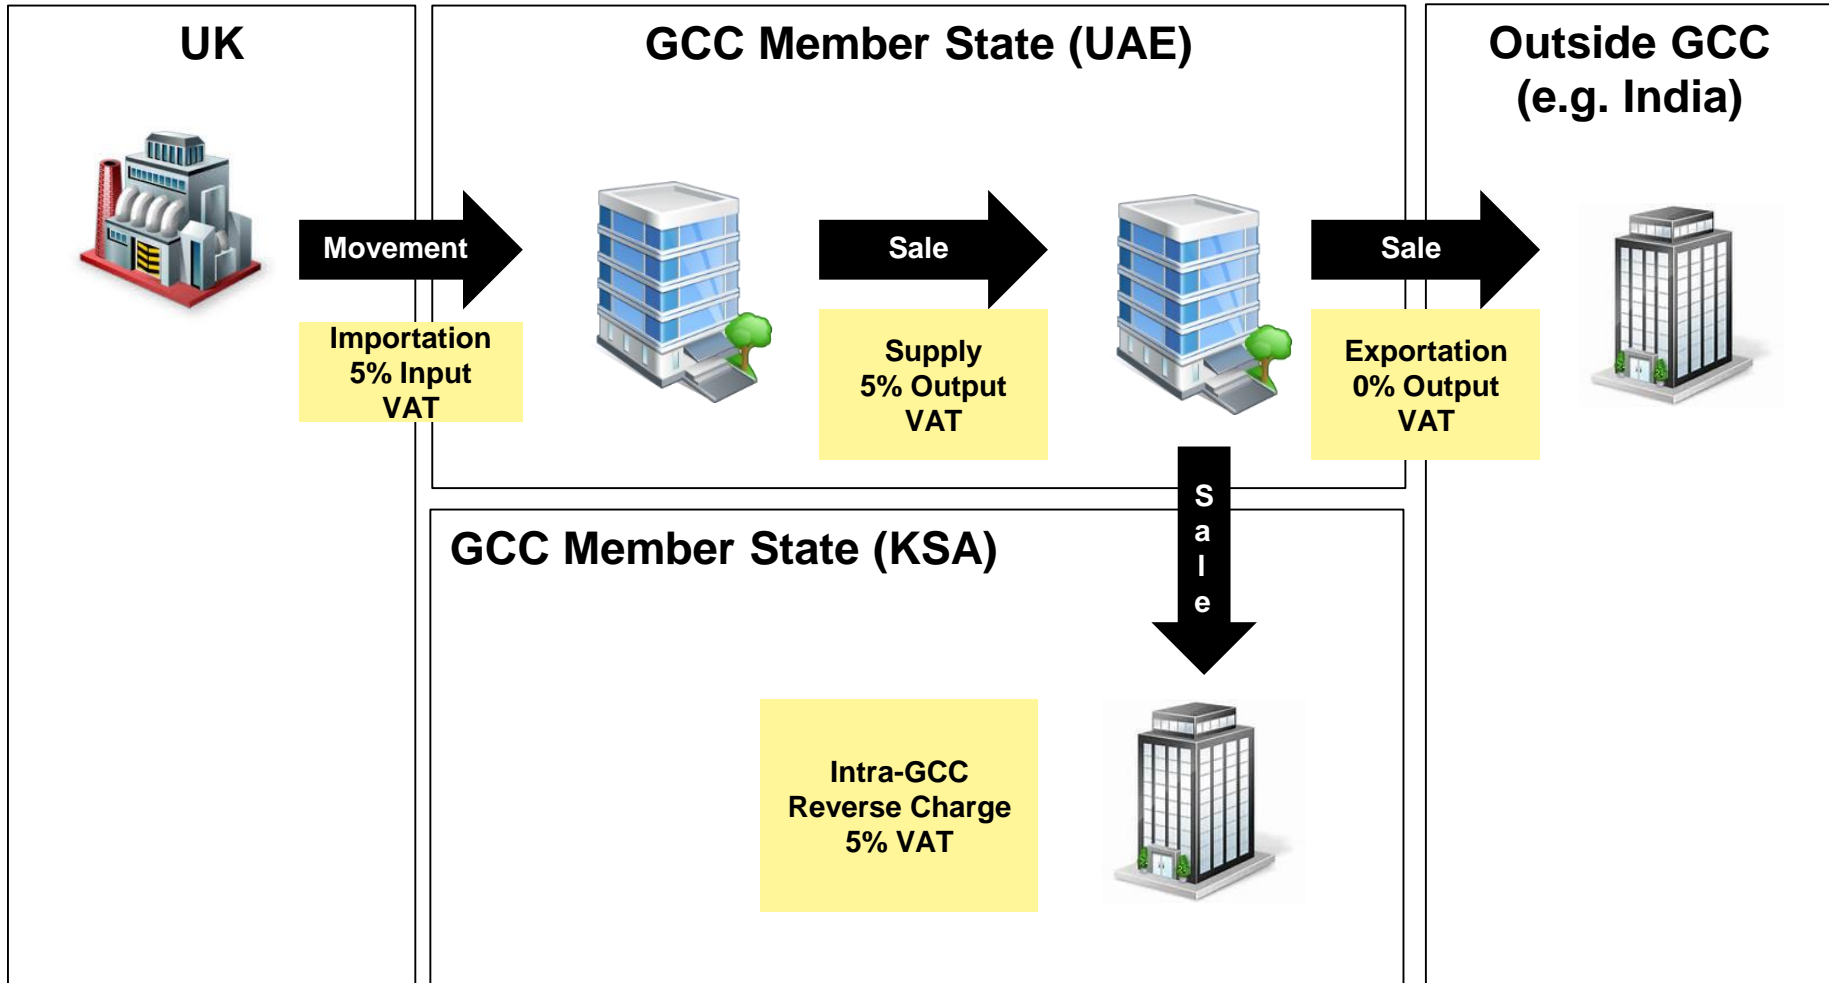 UK
GCC Member State (UAE)
Outside GCC
(e.g. India)
Movement
Sale
Sale
Importation
5% Input
VAT
Supply
5% Output
VAT
Exportation
0% Output
VAT
S
a
l
e
GCC Member State (KSA)
Intra-GCC
Reverse Charge
5% VAT